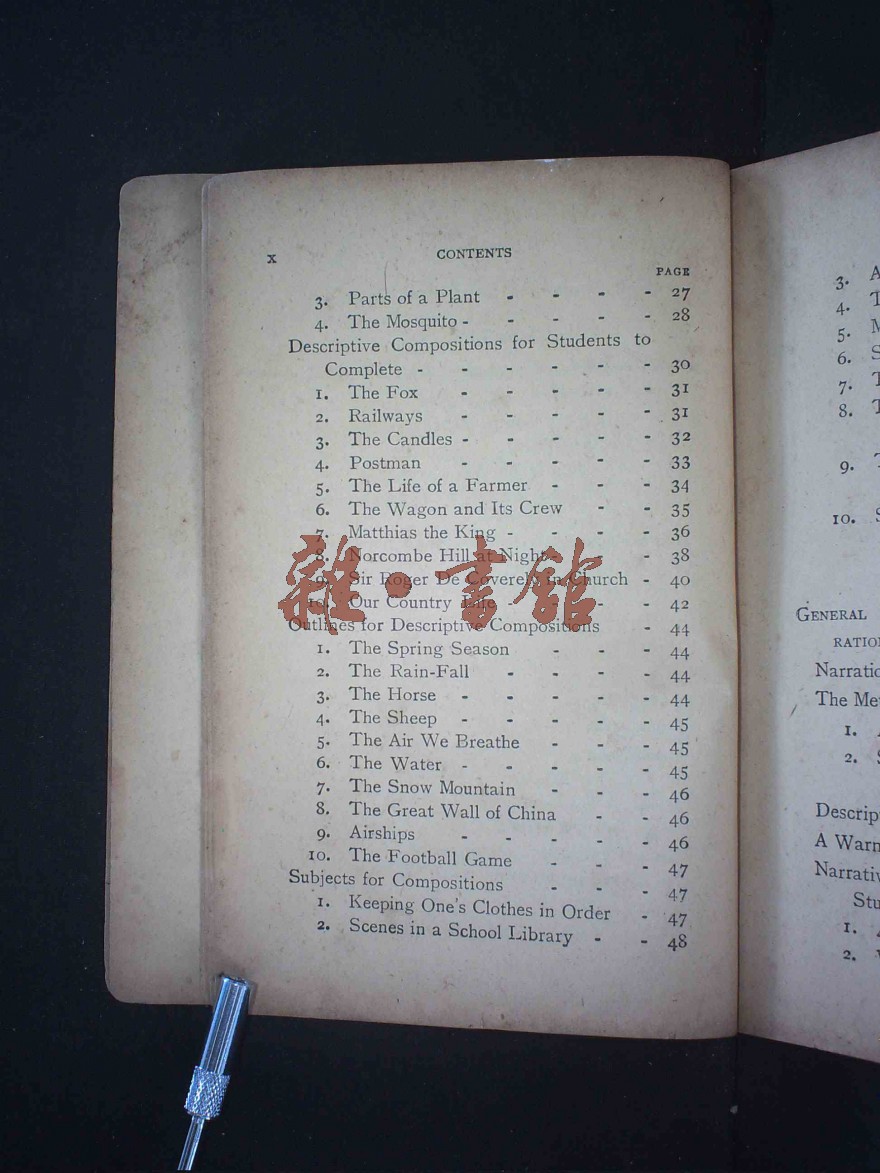 x CONTENTS
PAGE
3. Parts of a Plant - - - - 27
4. The Mosquito - - - - - 28
Descriptive Compositions for Students to
Complete - - - - - - 30
1. The Fox - - - - - 31
2. Railways - - - - - 31
3. The Candles - - - - - 32
4. Postman - - - - - 33
5. The Life of a Farmer - - - 34
6. The Wagon and Its Crew - - 35
7. Matthias the King - - - - 36
8. Norcombe Hill at Night - - - 38
9. Sir Roger De Coverely in Church - 40
10. Our Country Life - - - 42
Outlines for Descriptive Compositions - 44
1. The Spring Season - - - 44
2. The Rain-Fall - - - - 44
3. The Horse - - - - - 44
4. The Sheep - - - - - 45
5. The Air We Breathe - - - 45
6. The Water - - - - - 45
7. The Snow Mountain - - 46
8. The Great Wall of China - - 46
9. Airships - - - - - 46
10. The Football Game - - - 47
Subjects for Compositions - - - 47
1. Keeping One's Clothes in Order - 47
2. Scenes in a School Library - - 48
雜·書館
3. A
4. T
5. M
6. S
7. T
8. T
9. T
10. S
GENERAL
RATIO
Narratio
The Me
1. A
2. S
Descrip
A Warn
Narrativ
Stu
1. A
2.